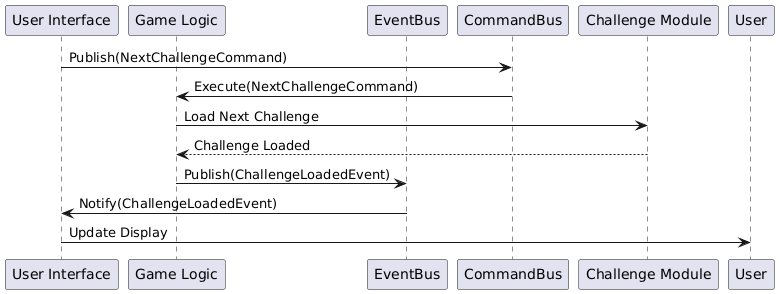 User Interface
Game Logic
EventBus
CommandBus
Challenge Module
User
Publish(NextChallengeCommand)
Execute(NextChallengeCommand)
Load Next Challenge
Challenge Loaded
Publish(ChallengeLoadedEvent)
Notify(ChallengeLoadedEvent)
Update Display
User Interface
Game Logic
EventBus
CommandBus
Challenge Module
User